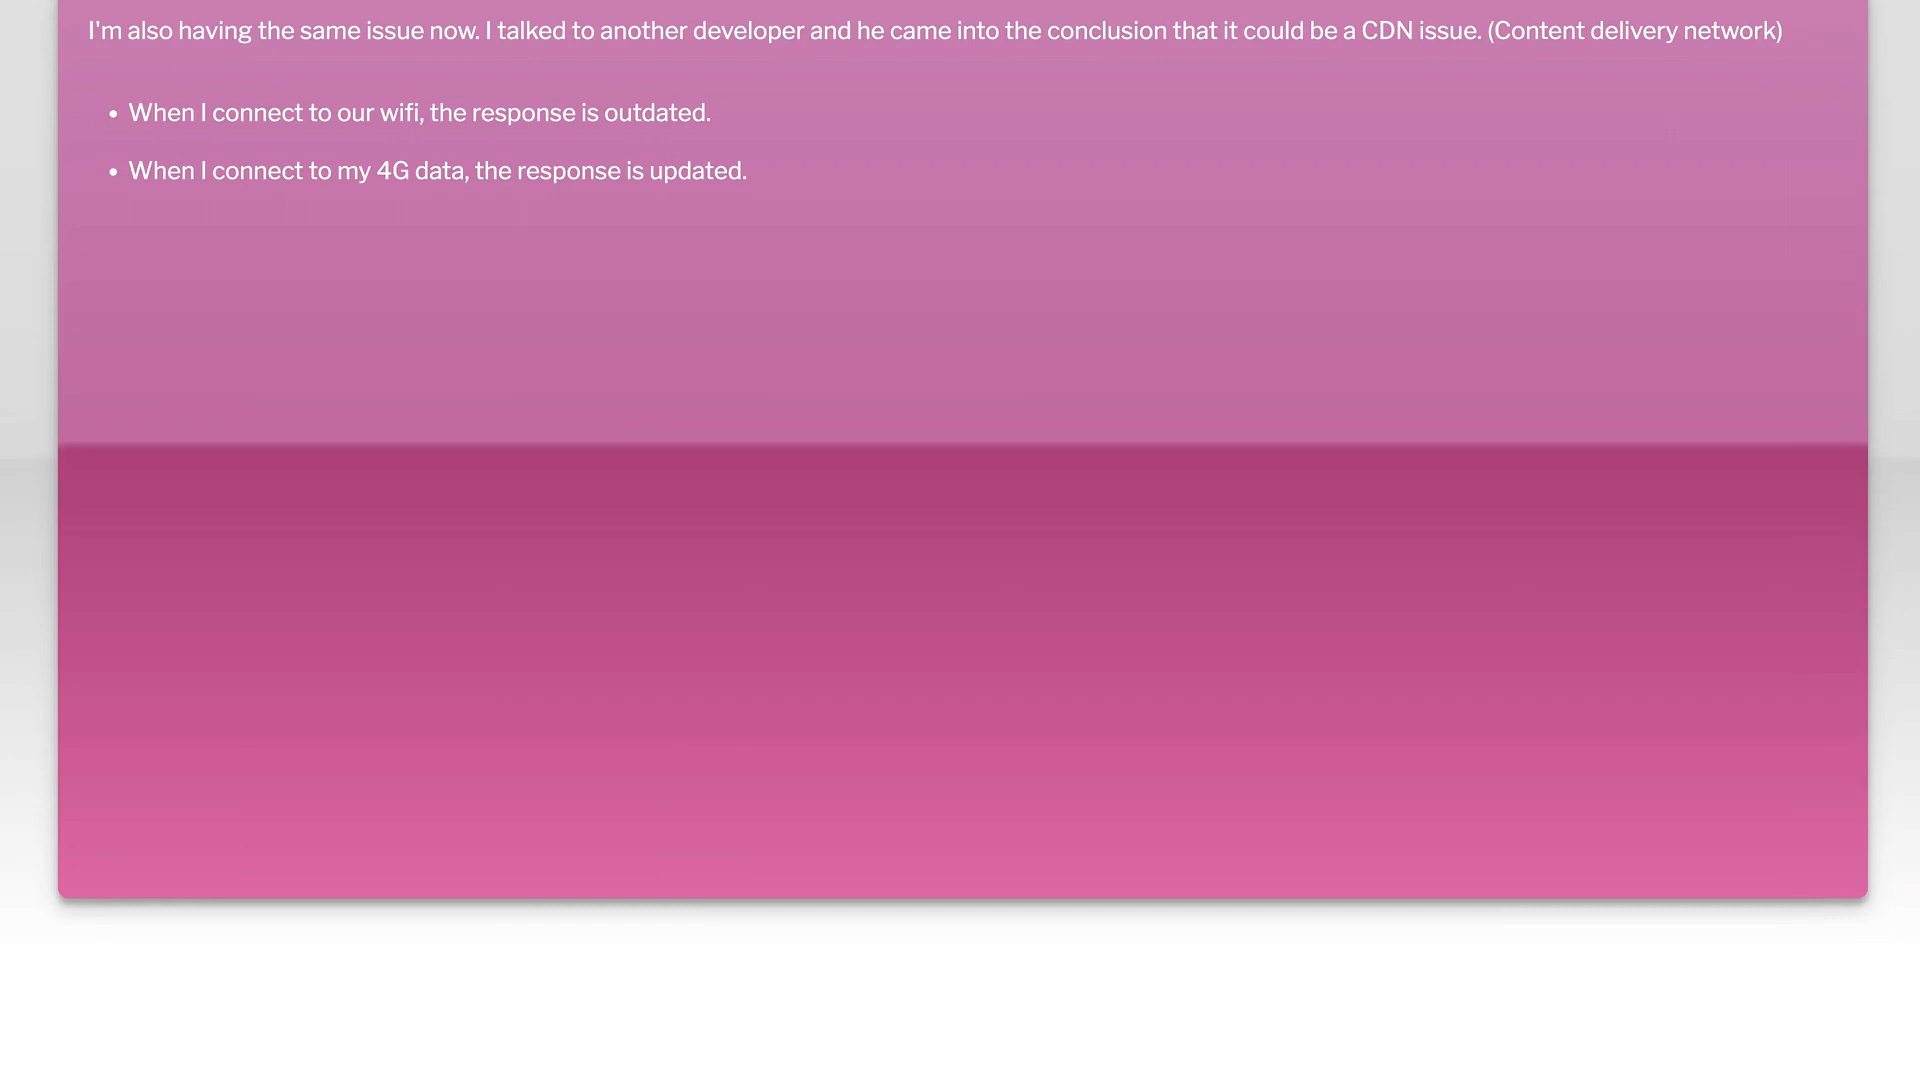 I'm also having the same issue now. I talked to another developer and he came into the conclusion that it could be a CDN issue. (Content delivery network)
• When I connect to our wifi, the response is outdated.
• When I connect to my 4G data, the response is updated.